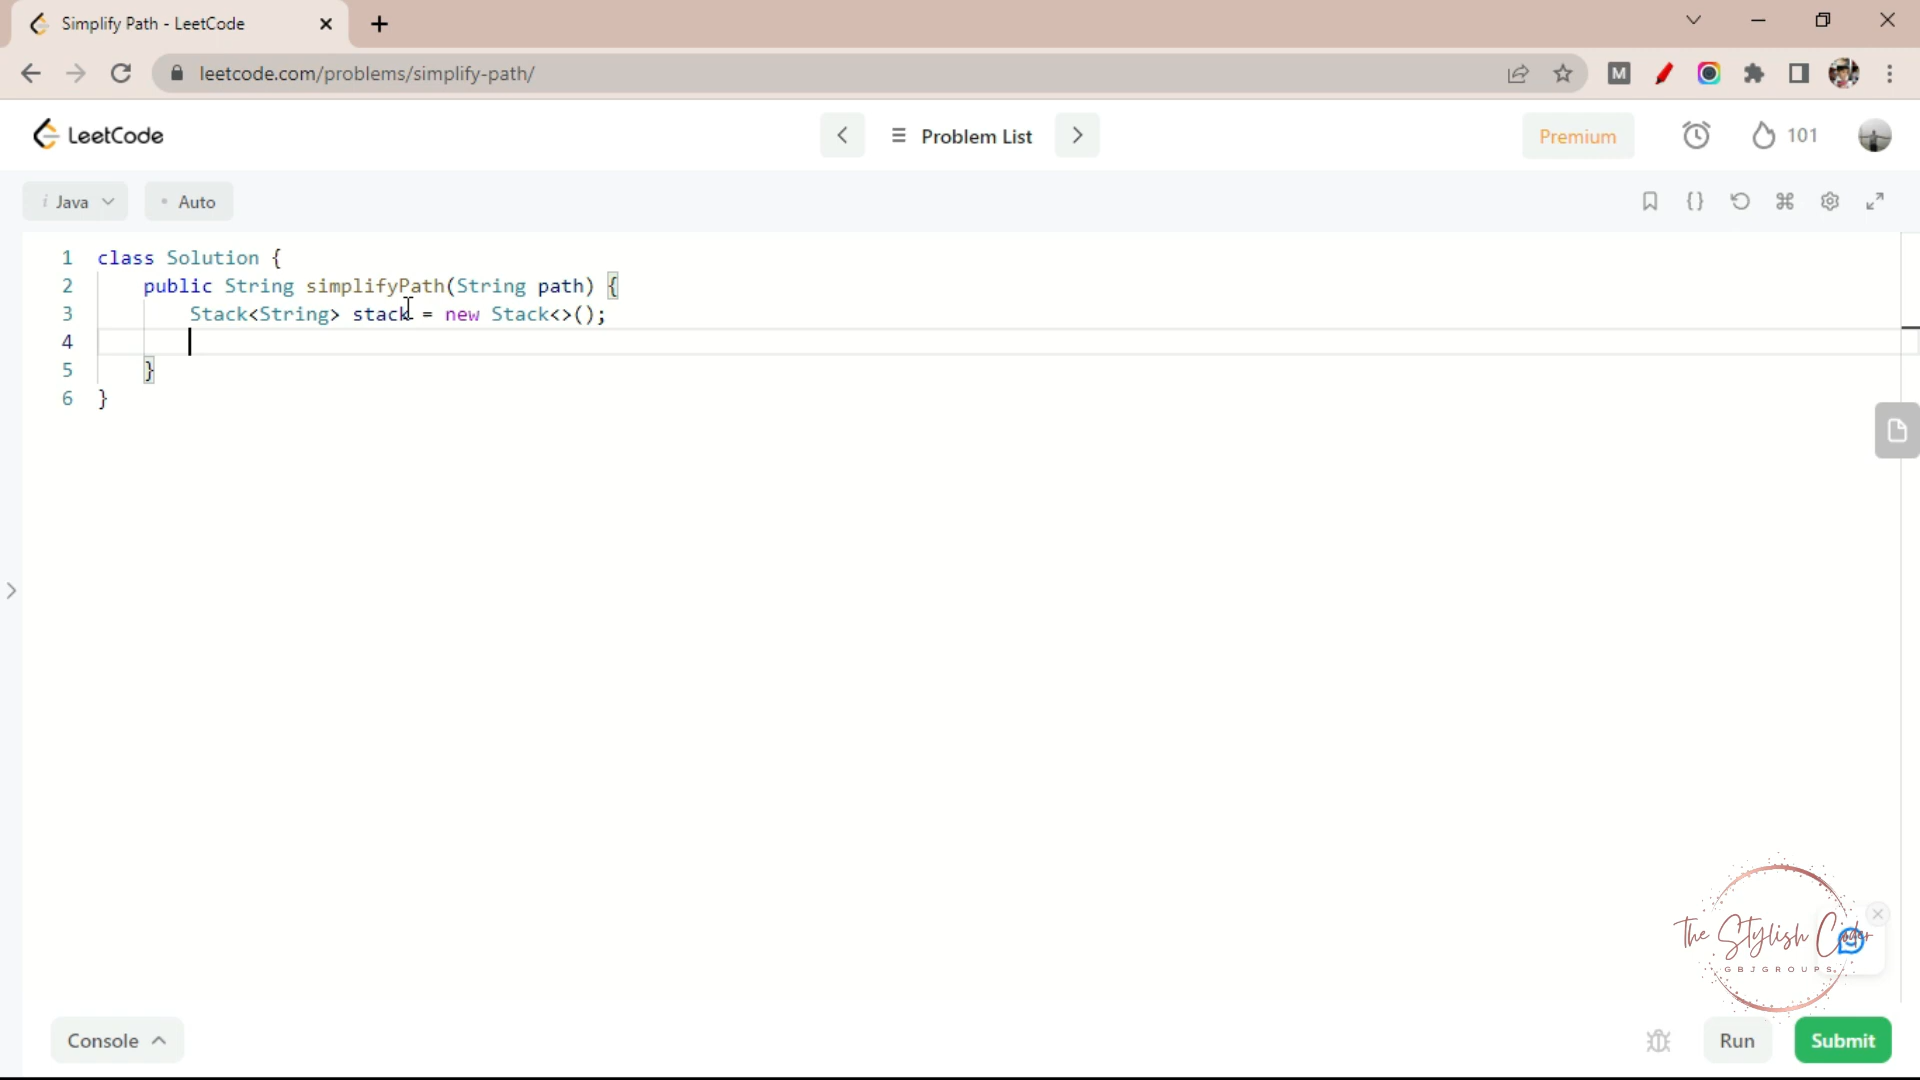 Simplify Path - LeetCode
leetcode.com/problems/simplify-path/
M
LeetCode
Problem List
Premium
101
i Java
Auto
1 class Solution {
2 public String simplifyPath(String path) {
3 Stack<String> stack = new Stack<>();
4
5 }
6 }
The Stylish Coder
GBJGROUPS
Console
Run
Submit